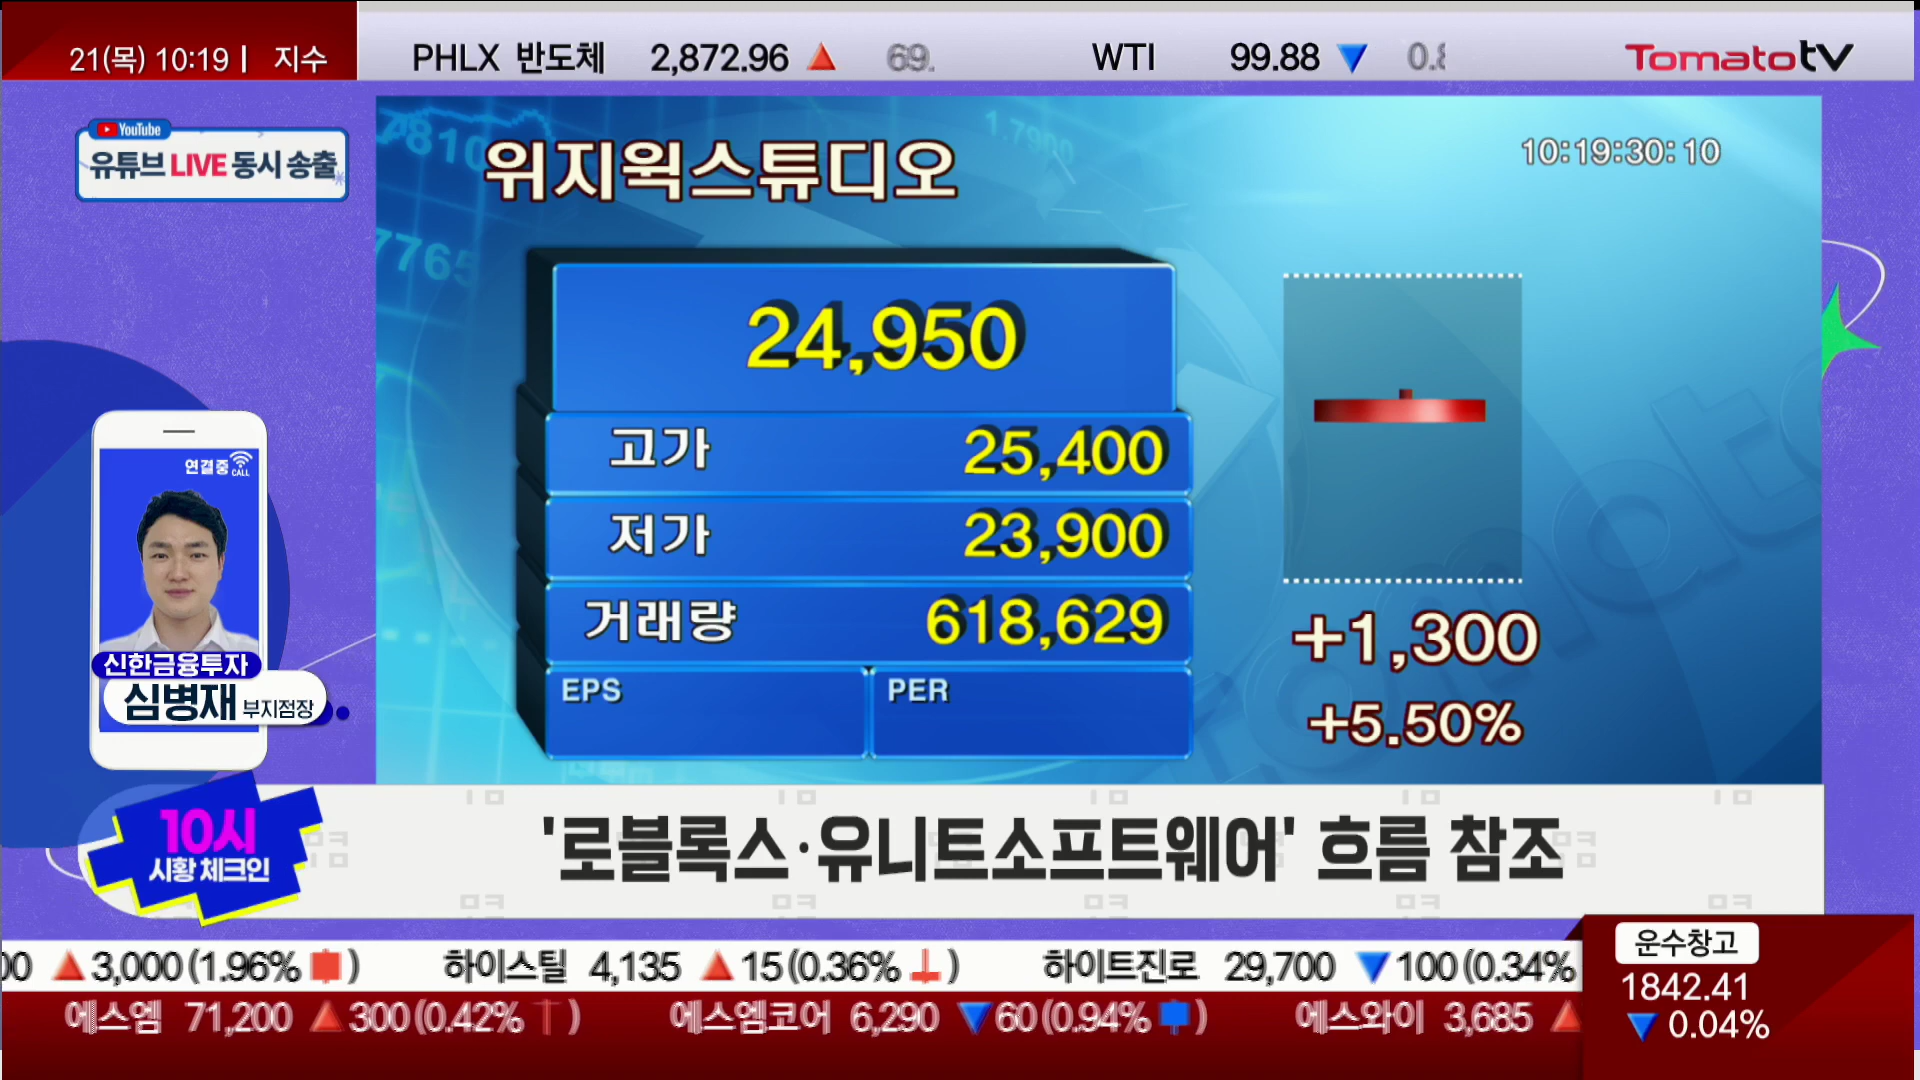 21(목) 10:19 | 지수
PHLX 반도체 2,872.96 ▲ 69.
WTI 99.88 ▼
Tomato tv
YouTube
유튜브 LIVE 동시 송출
위지윅스튜디오
10:19:30:10
24,950
고가 25,400
저가 23,900
거래량 618,629
EPS
PER
+1,300
+5.50%
연결중
CALL
신한금융투자
심병재 부지점장
10시
시황 체크인
'로블록스·유니트소프트웨어' 흐름 참조
00 ▲3,000(1.96% ) 하이스틸 4,135 ▲15(0.36% ) 하이트진로 29,700 ▼100(0.34%
에스엠 71,200 ▲300(0.42% ↑) 에스엠코어 6,290 ▼60(0.94% ) 에스와이 3,685 ▲
운수창고
1842.41
▼ 0.04%